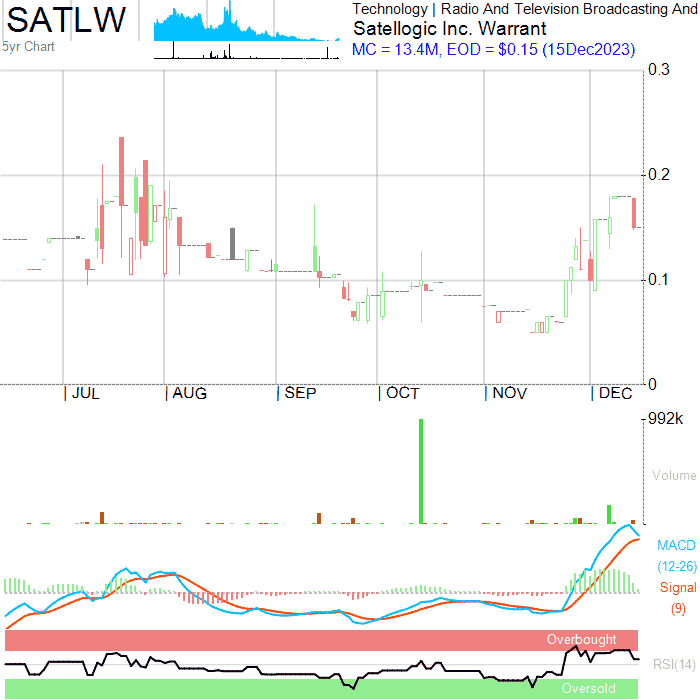 SATLW
5yr Chart
Technology | Radio And Television Broadcasting And
Satellogic Inc. Warrant
MC = 13.4M, EOD = $0.15 (15Dec2023)
0.3
0.2
0.1
0
JUL AUG SEP OCT NOV DEC
992k
Volume
MACD
(12-26)
Signal
(9)
Overbought
RSI(14)
Oversold